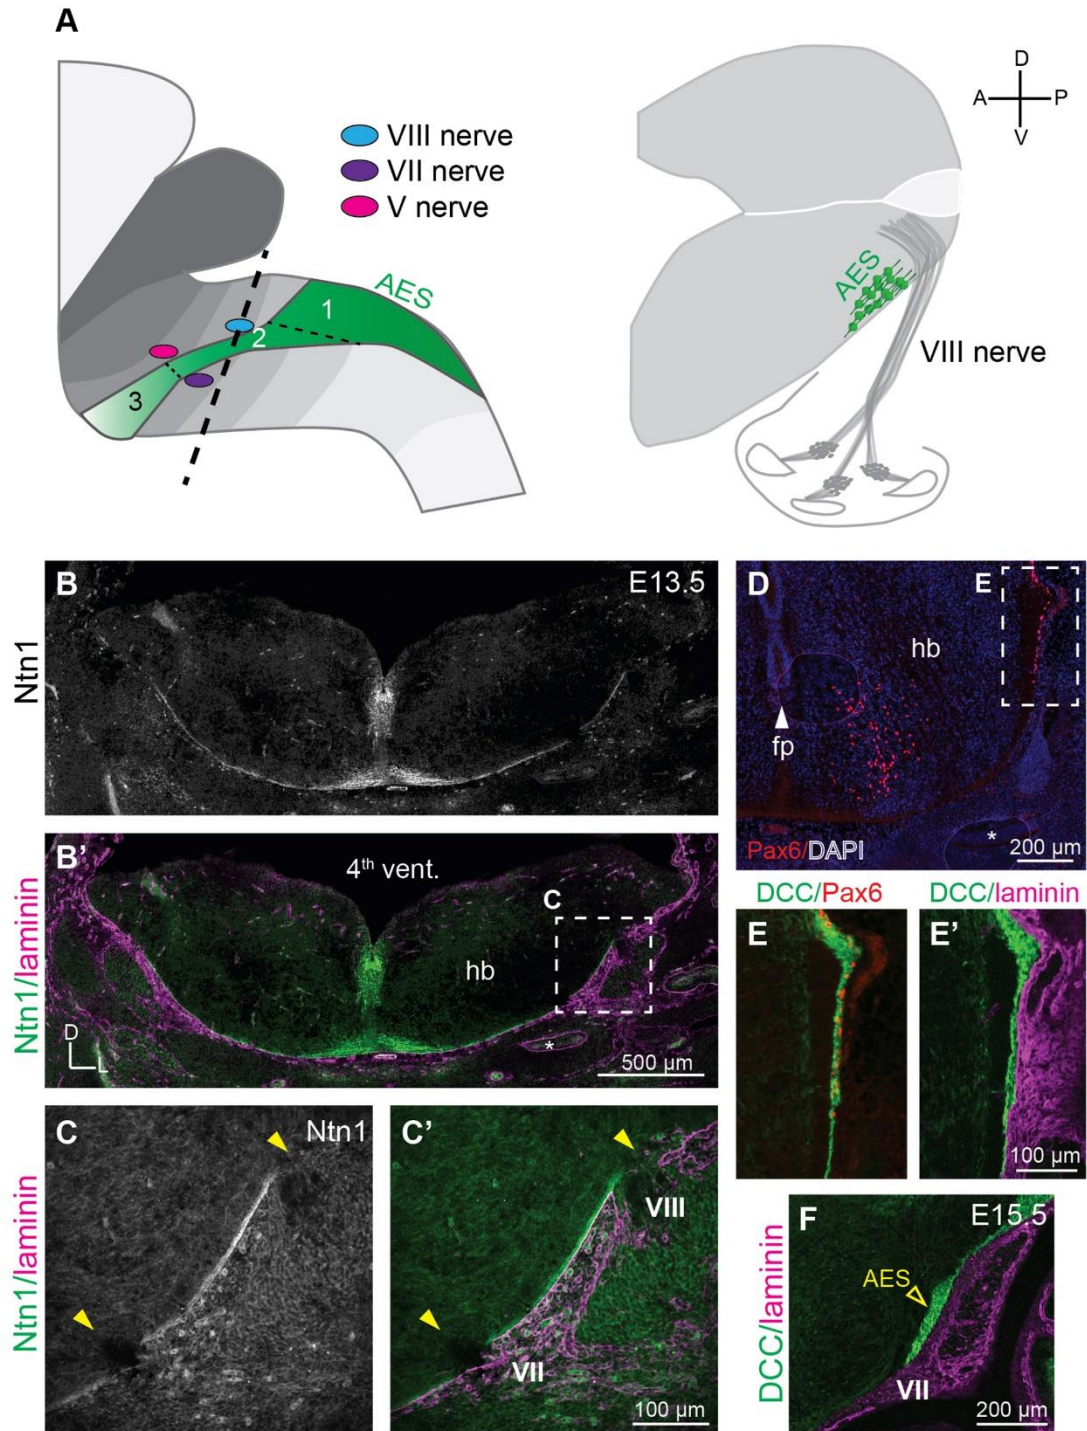 A
VIII nerve
VII nerve
V nerve
AES
1
2
3
D
A P
V
AES
VIII nerve
B
E13.5
Ntn1
B’
4th vent.
C
hb
D
L
*
500 µm
Ntn1/laminin
C
Ntn1
C’
VIII
VII
100 µm
Ntn1/laminin
D
E
hb
fp
*
Pax6/DAPI
200 µm
DCC/Pax6
E
DCC/laminin
E’
100 µm
F
E15.5
AES
VII
200 µm
DCC/laminin